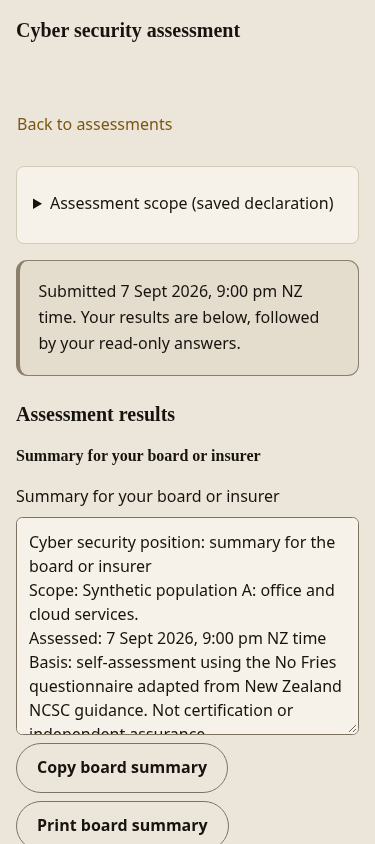 Cyber security assessment
Back to assessments
Assessment scope (saved declaration)
Submitted 7 Sept 2026, 9:00 pm NZ
time. Your results are below, followed
by your read-only answers.
Assessment results
Summary for your board or insurer
Summary for your board or insurer
Cyber security position: summary for the
board or insurer
Scope: Synthetic population A: office and
cloud services.
Assessed: 7 Sept 2026, 9:00 pm NZ time
Basis: self-assessment using the No Fries
questionnaire adapted from New Zealand
NCSC guidance. Not certification or
independent assurance.
Copy board summary
Print board summary